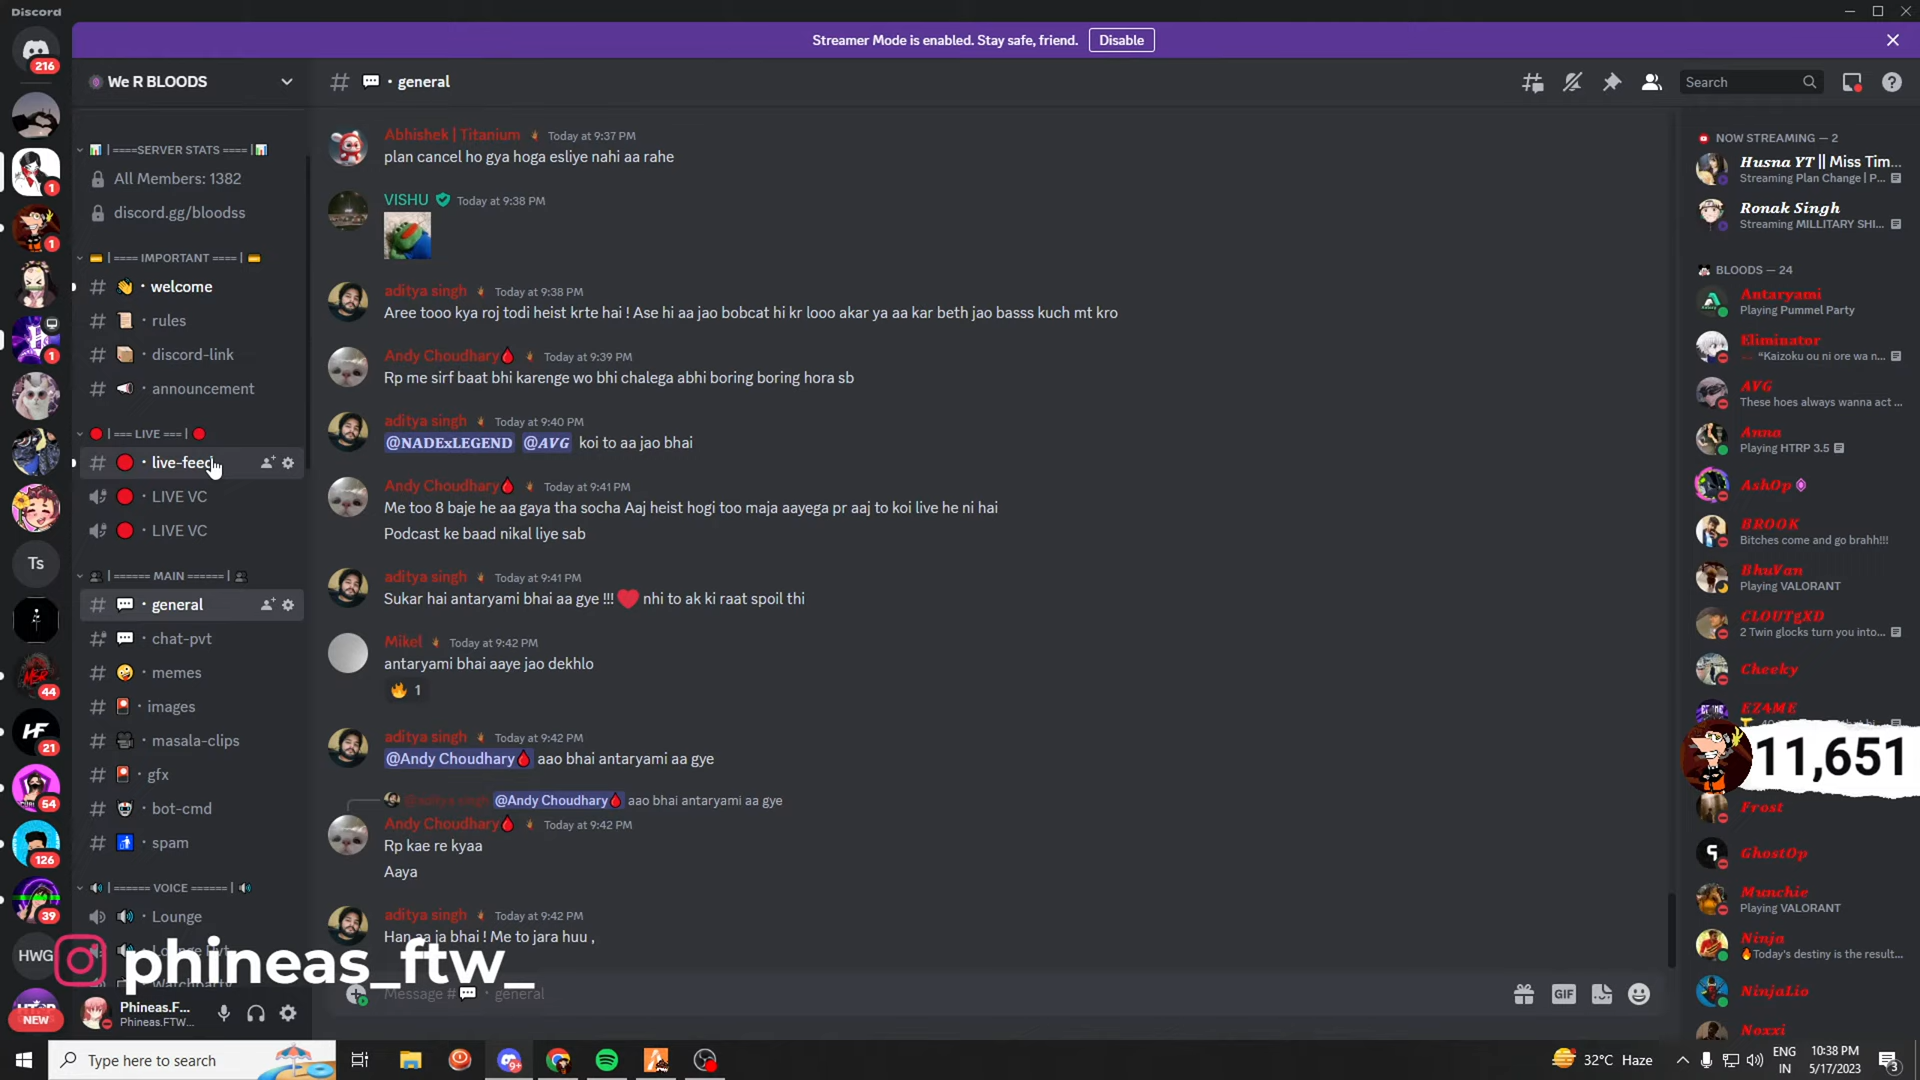 Discord
Streamer Mode is enabled. Stay safe, friend. Disable
216
We R BLOODS
# 💬 • general
Search
📊 | ====SERVER STATS ==== |📊
All Members: 1382
discord.gg/bloodss
| ==== IMPORTANT ==== |
# 👋 • welcome
# 📜 • rules
# 📦 • discord-link
# 📣 • announcement
🔴 | === LIVE === | 🔴
# 🔴 • live-feed
🔴 • LIVE VC
🔴 • LIVE VC
👥 | ====== MAIN ======| 👥
# 💬 • general
# 💬 • chat-pvt
# 🤪 • memes
# 🎴 • images
# 🎥 • masala-clips
# 🎴 • gfx
# 🤖 • bot-cmd
# 🚮 • spam
🔊 | ====== VOICE ======| 🔊
🔊 • Lounge
1
1
1
Ts
44
21
54
126
39
HWG
NEW
Phineas.F...
Phineas.FTW...
Abhishek | Titanium Today at 9:37 PM
plan cancel ho gya hoga esliye nahi aa rahe
VISHU Today at 9:38 PM
aditya singh Today at 9:38 PM
Aree tooo kya roj todi heist krte hai ! Ase hi aa jao bobcat hi kr looo akar ya aa kar beth jao basss kuch mt kro
Andy Choudhary🩸 Today at 9:39 PM
Rp me sirf baat bhi karenge wo bhi chalega abhi boring boring hora sb
aditya singh Today at 9:40 PM
@NADExLEGEND @AVG koi to aa jao bhai
Andy Choudhary🩸 Today at 9:41 PM
Me too 8 baje he aa gaya tha socha Aaj heist hogi too maja aayega pr aaj to koi live he ni hai
Podcast ke baad nikal liye sab
aditya singh Today at 9:41 PM
Sukar hai antaryami bhai aa gye !!! ❤️ nhi to ak ki raat spoil thi
Mikel Today at 9:42 PM
antaryami bhai aaye jao dekhlo
🔥 1
aditya singh Today at 9:42 PM
@Andy Choudhary🩸 aao bhai antaryami aa gye
@aditya singh @Andy Choudhary🩸 aao bhai antaryami aa gye
Andy Choudhary🩸 Today at 9:42 PM
Rp kae re kyaa
Aaya
aditya singh Today at 9:42 PM
Han aa ja bhai ! Me to jara huu ,
Message #💬 • general
GIF
phineas_ftw_
NOW STREAMING — 2
Husna YT || Miss Tim...
Streaming Plan Change | P...
Ronak Singh
Streaming MILLITARY SHI...
BLOODS — 24
Antaryami
Playing Pummel Party
Eliminator
"Kaizoku ou ni ore wa n...
AVG
These hoes always wanna act ...
Anna
Playing HTRP 3.5
AshOp
BROOK
Bitches come and go brahh!!!
BhuVan
Playing VALORANT
CLOUTgXD
2 Twin glocks turn you into...
Cheeky
EZ4ME
11,651
Frost
GhostOp
Munchie
Playing VALORANT
Ninja
🔥Today's destiny is the result...
NinjaLio
Noxxi
Type here to search
32°C Haze
ENG
IN
10:38 PM
5/17/2023
3